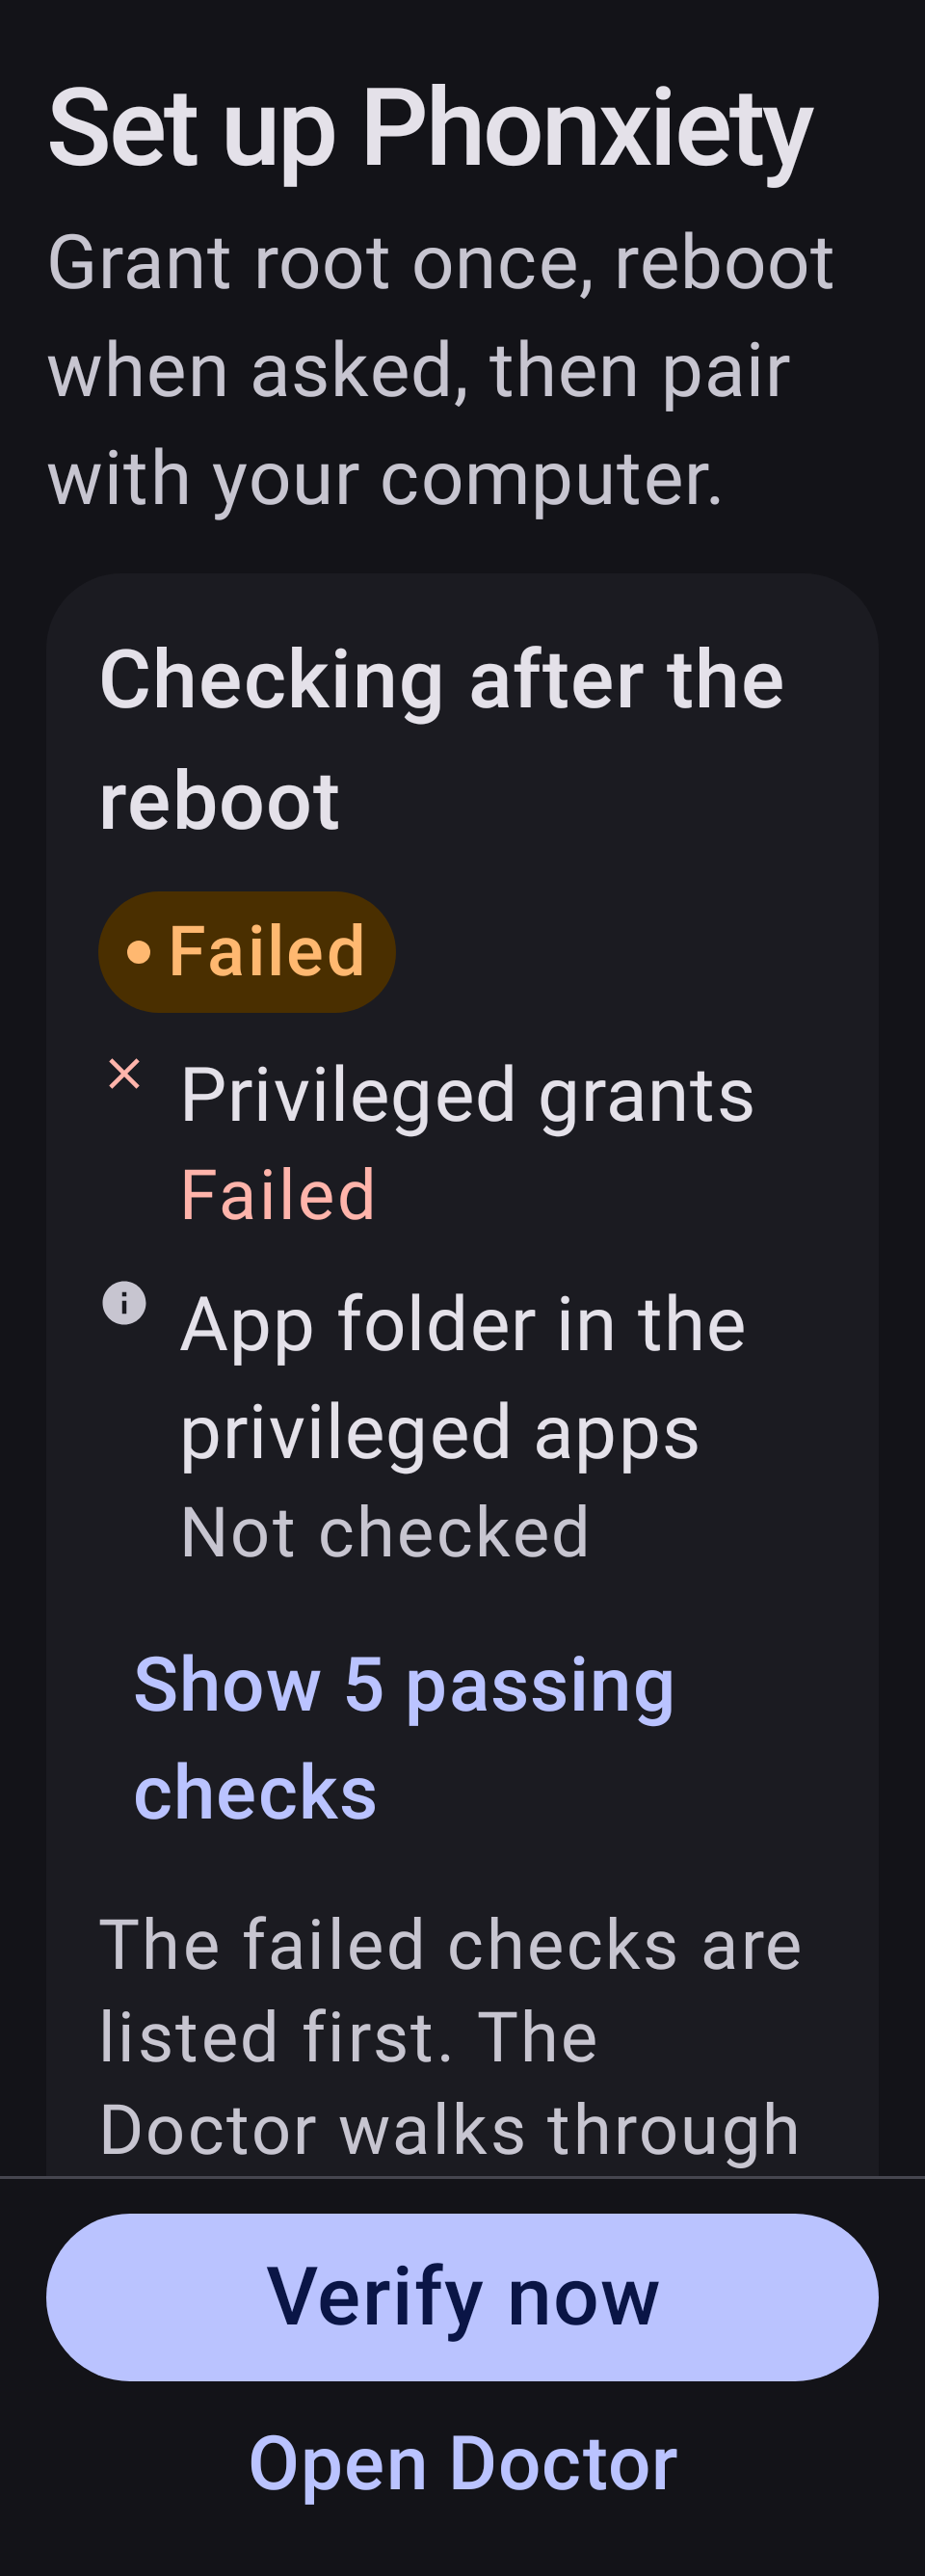 Set up Phonxiety
Grant root once, reboot
when asked, then pair
with your computer.
Checking after the
reboot
Failed
Privileged grants
Failed
App folder in the
privileged apps
Not checked
Show 5 passing
checks
The failed checks are
listed first. The
Doctor walks through
Verify now
Open Doctor